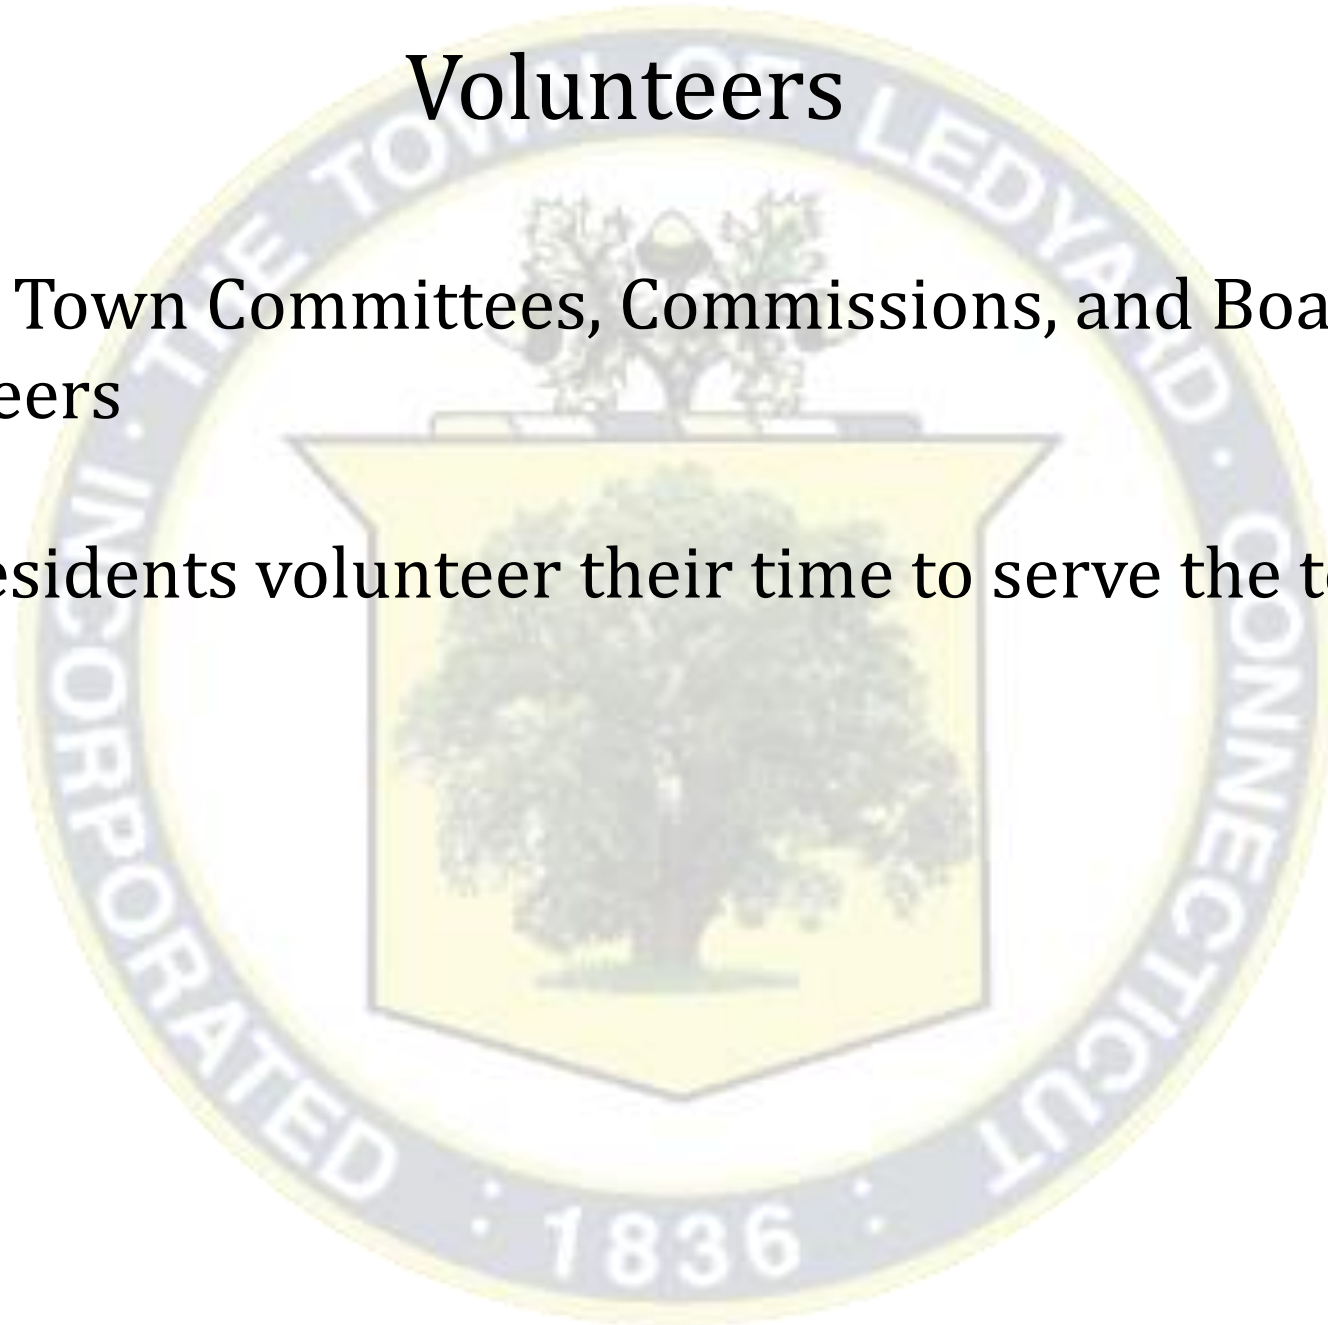 Volunteers
Town Committees, Commissions, and Boa
eers
esidents volunteer their time to serve the t
· THE TOWN OF LEDYARD · CONNECTICUT : 1836 : INCORPORATED